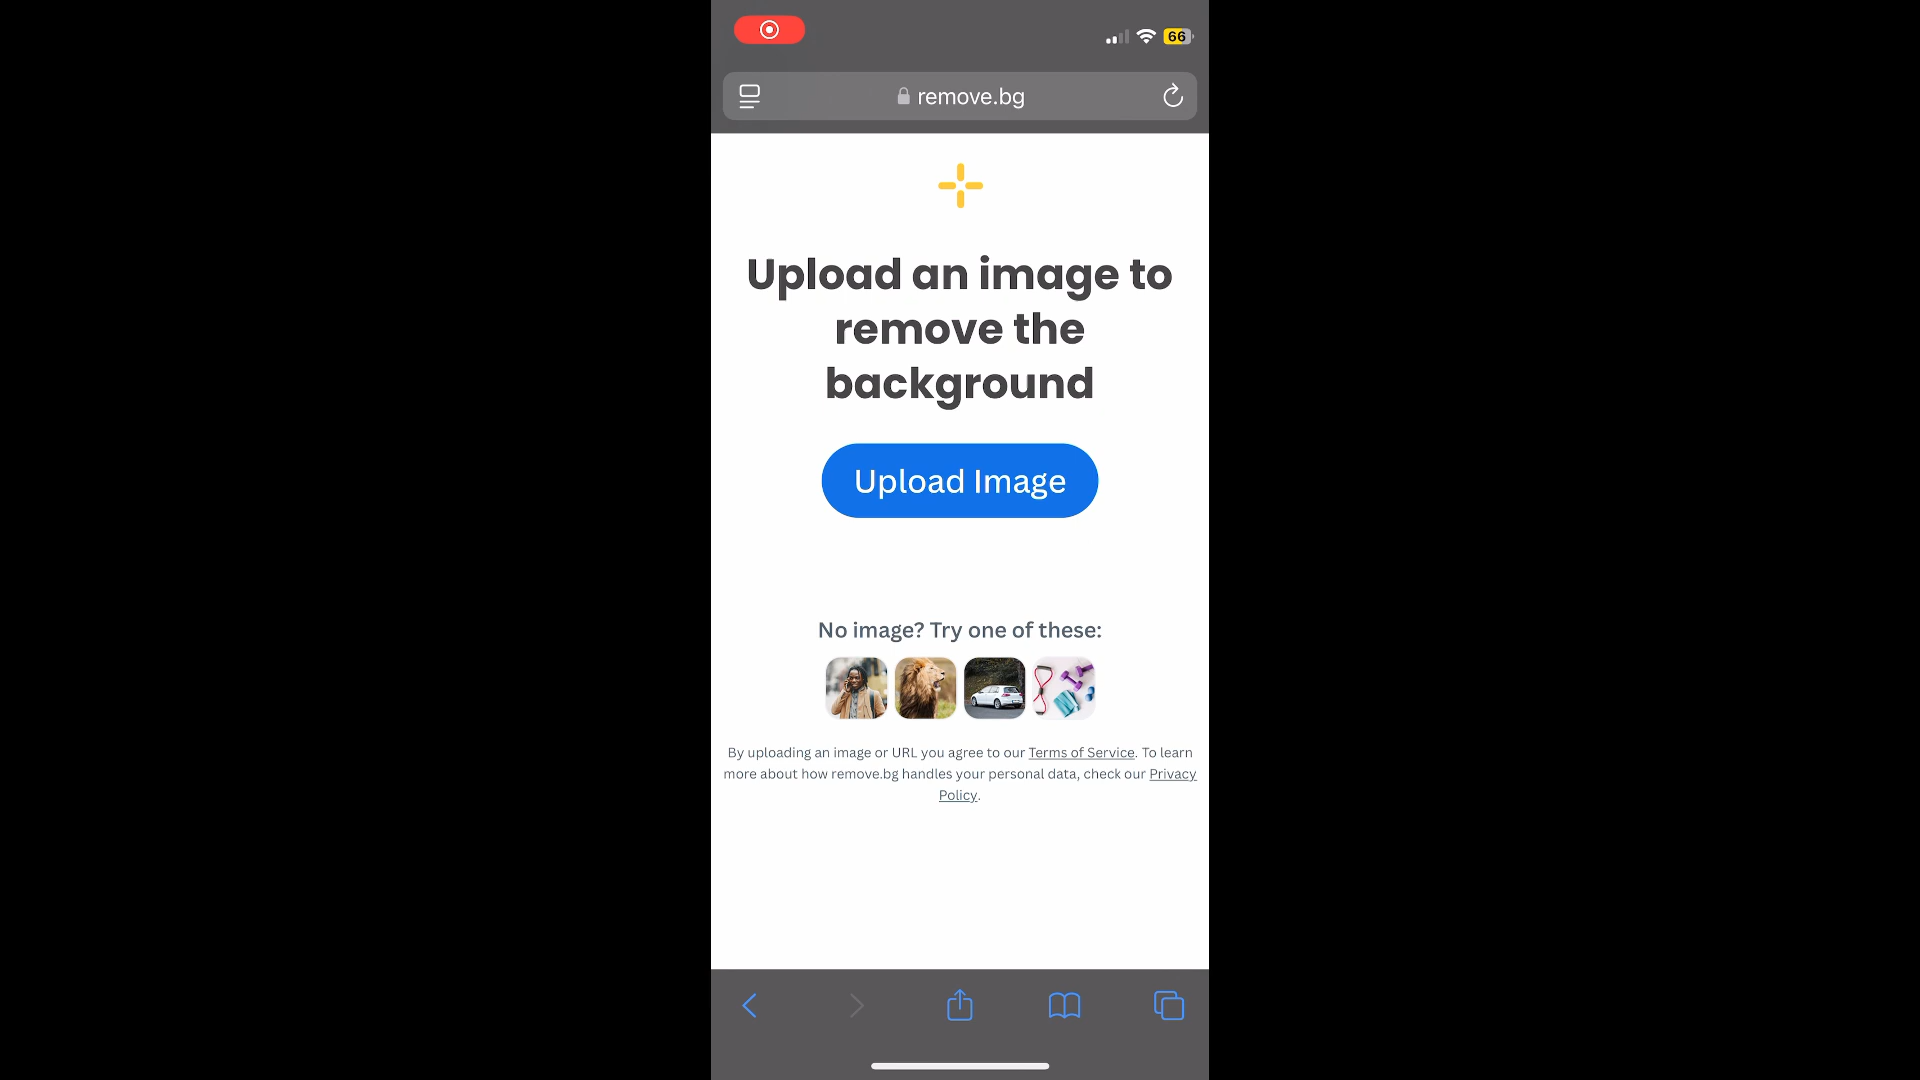 66
remove.bg
Upload an image to
remove the
background
Upload Image
No image? Try one of these:
By uploading an image or URL you agree to our Terms of Service. To learn
more about how remove.bg handles your personal data, check our Privacy
Policy.